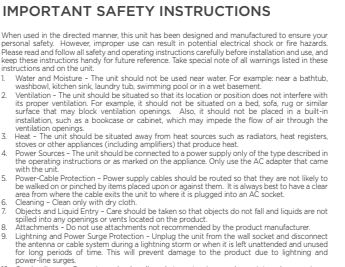 IMPORTANT SAFETY INSTRUCTIONS
When used in the directed manner, this unit has been designed and manufactured to ensure your
personal safety. However, improper use can result in potential electrical shock or fire hazards.
Please read and follow all safety and operating instructions carefully before installation and use, and
keep these instructions handy for future reference. Take special note of all warnings listed in these
instructions and on the unit.
1. Water and Moisture – The unit should not be used near water. For example: near a bathtub,
washbowl, kitchen sink, laundry tub, swimming pool or in a wet basement.
2. Ventilation – The unit should be situated so that its location or position does not interfere with
its proper ventilation. For example, it should not be situated on a bed, sofa, rug or similar
surface that may block ventilation openings. Also, it should not be placed in a built-in
installation, such as a bookcase or cabinet, which may impede the flow of air through the
ventilation openings.
3. Heat – The unit should be situated away from heat sources such as radiators, heat registers,
stoves or other appliances (including amplifiers) that produce heat.
4. Power Sources – The unit should be connected to a power supply only of the type described in
the operating instructions or as marked on the appliance. Only use the AC adapter that came
with the unit.
5. Power-Cable Protection – Power supply cables should be routed so that they are not likely to
be walked on or pinched by items placed upon or against them. It is always best to have a clear
area from where the cable exits the unit to where it is plugged into an AC socket.
6. Cleaning – Clean only with dry cloth.
7. Objects and Liquid Entry – Care should be taken so that objects do not fall and liquids are not
spilled into any openings or vents located on the product.
8. Attachments – Do not use attachments not recommended by the product manufacturer.
9. Lightning and Power Surge Protection – Unplug the unit from the wall socket and disconnect
the antenna or cable system during a lightning storm or when it is left unattended and unused
for long periods of time. This will prevent damage to the product due to lightning and
power-line surges.